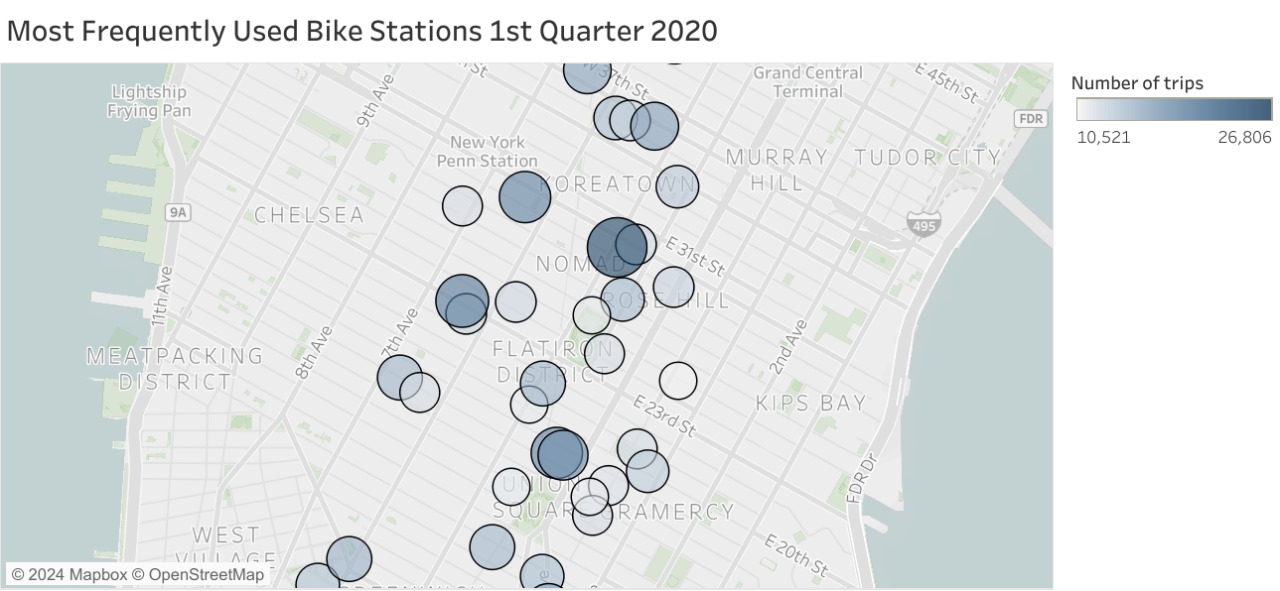 Most Frequently Used Bike Stations 1st Quarter 2020
Lightship
Frying Pan
9th Ave
St
W 37th St
Grand Central
Terminal
E 45th St
FDR
Number of trips
10,521
26,806
New York
Penn Station
KOREATOWN
MURRAY
HILL
TUDOR CITY
9A
CHELSEA
495
E 31st St
NOMAD
11th Ave
ROSE HILL
8th Ave
7th Ave
2nd Ave
MEATPACKING
DISTRICT
FLATIRON
DISTRICT
E 23rd St
KIPS BAY
FDR Dr
UNION
SQUARE
GRAMERCY
WEST
VILLAGE
E 20th St
© 2024 Mapbox © OpenStreetMap